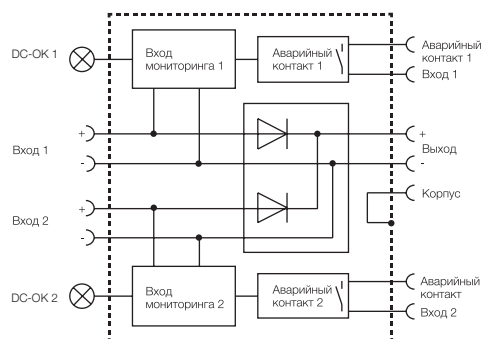 DC-OK 1
Вход
мониторинга 1
Аварийный
контакт 1
Аварийный
контакт 1
Вход 1
Вход 1
+
-
+
Выход
-
Вход 2
+
-
Корпус
DC-OK 2
Вход
мониторинга 2
Аварийный
контакт 2
Аварийный
контакт
Вход 2